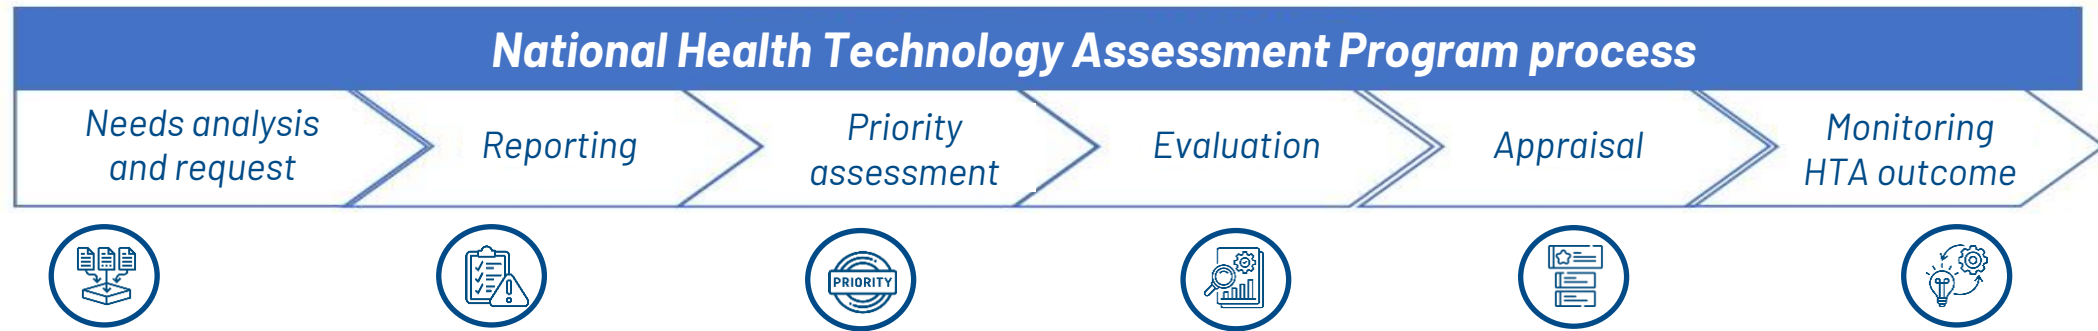 National Health Technology Assessment Program process
Needs analysis
and request
Reporting
Priority
assessment
Evaluation
Appraisal
Monitoring
HTA outcome
PRIORITY